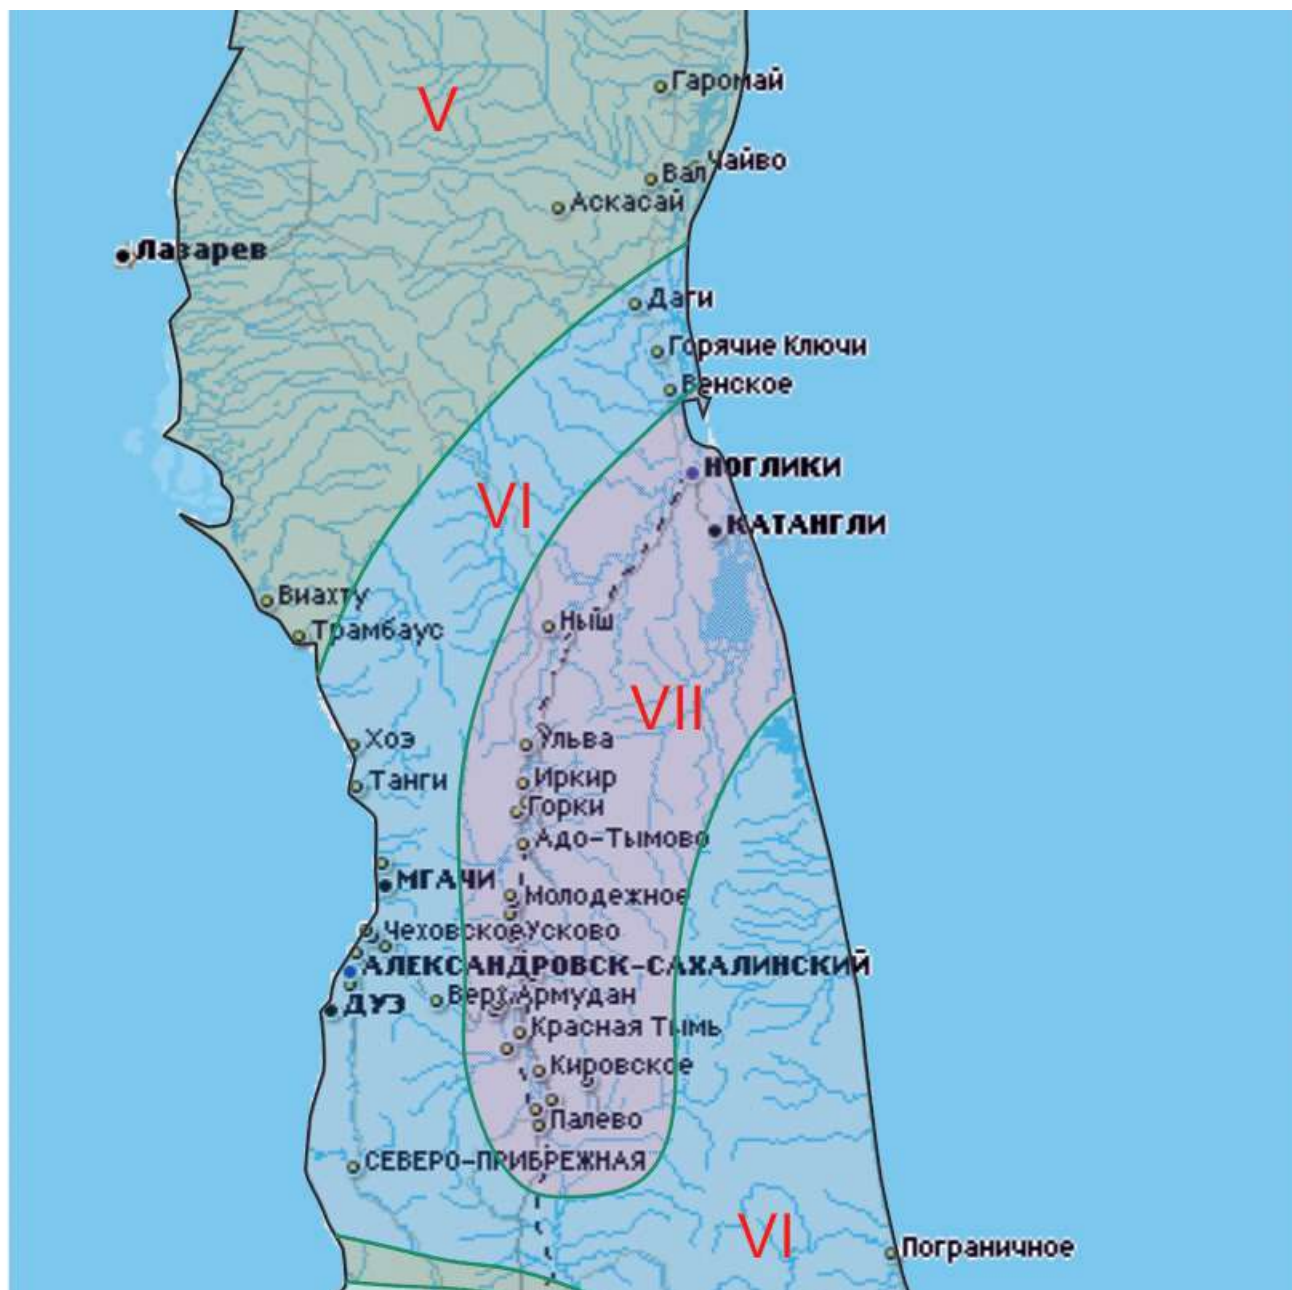 Гаромай
V
Чайво
Вал
Аскасай
Лазарев
Даги
Горячие Ключи
Венское
НОГЛИКИ
VI
КАТАНГЛИ
Виахту
Ныш
Трамбаус
VII
Хоэ
Ульва
Танги
Иркир
Горки
Адо-Тымово
МГАЧИ
Молодежное
Чеховское
Усково
АЛЕКСАНДРОВСК-САХАЛИНСКИЙ
Верх.Армудан
ДУЭ
Красная Тымь
Кировское
Палево
СЕВЕРО-ПРИБРЕЖНАЯ
VI
Пограничное